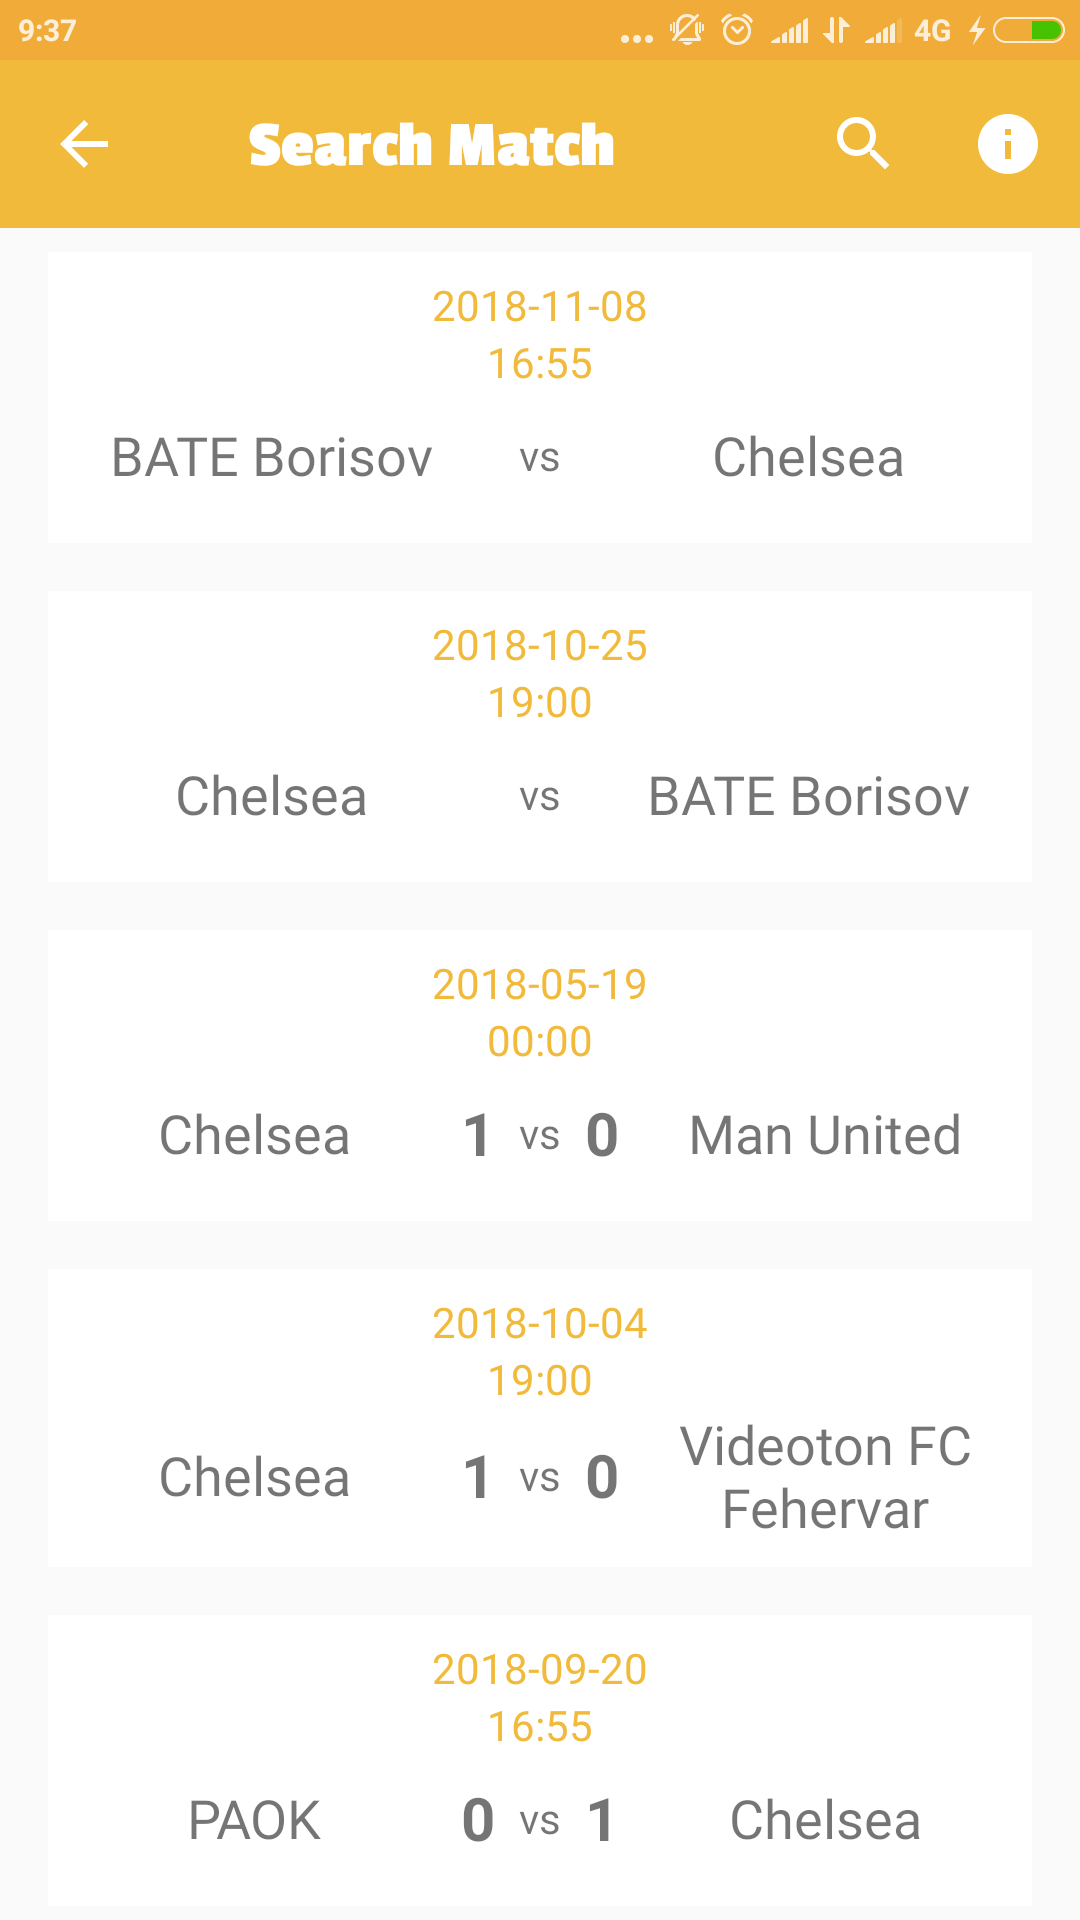 9:37
4G
Search Match
2018-11-08
16:55
BATE Borisov vs Chelsea
2018-10-25
19:00
Chelsea vs BATE Borisov
2018-05-19
00:00
Chelsea 1 vs 0 Man United
2018-10-04
19:00
Chelsea 1 vs 0 Videoton FC
Fehervar
2018-09-20
16:55
PAOK 0 vs 1 Chelsea